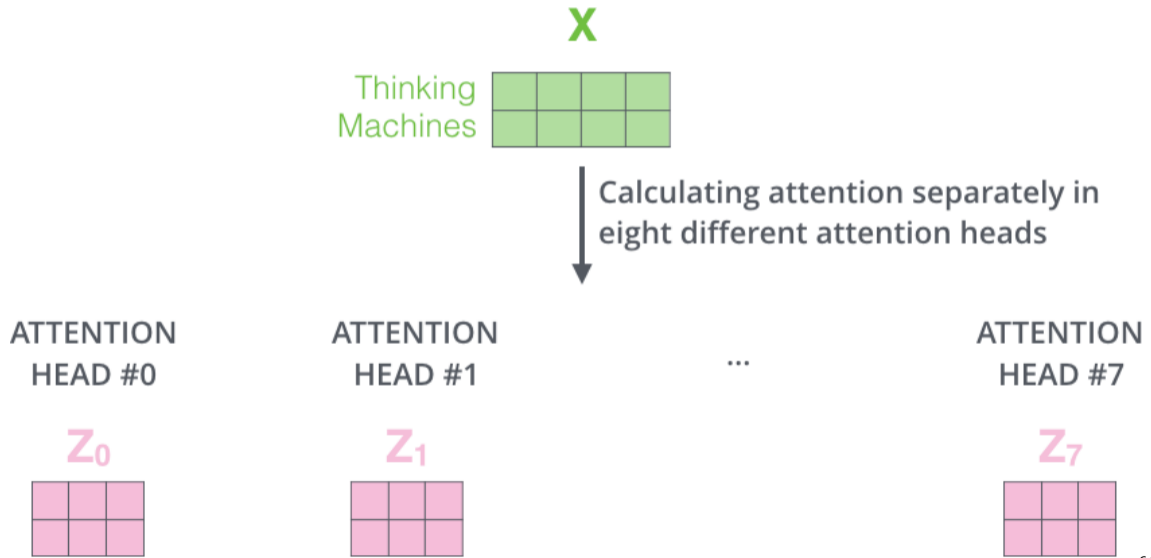 X
Thinking
Machines
Calculating attention separately in
eight different attention heads
ATTENTION
HEAD #0
ATTENTION
HEAD #1
...
ATTENTION
HEAD #7
Z0
Z1
Z7